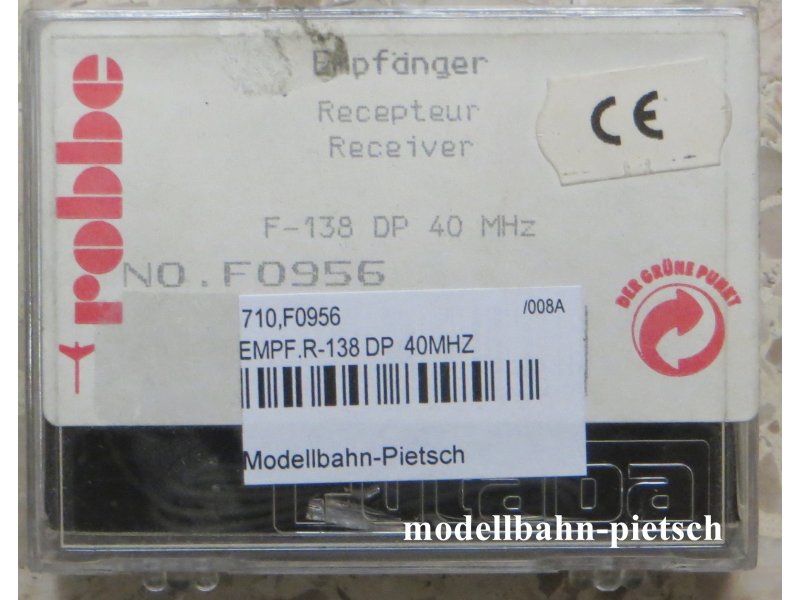 robbe
Empfänger
Recepteur
Receiver
CE
F-138 DP 40 MHz
NO.F0956
DER GRÜNE PUNKT
710,F0956 /008A
EMPF.R-138 DP 40MHZ
Modellbahn-Pietsch
Futaba
modellbahn-pietsch